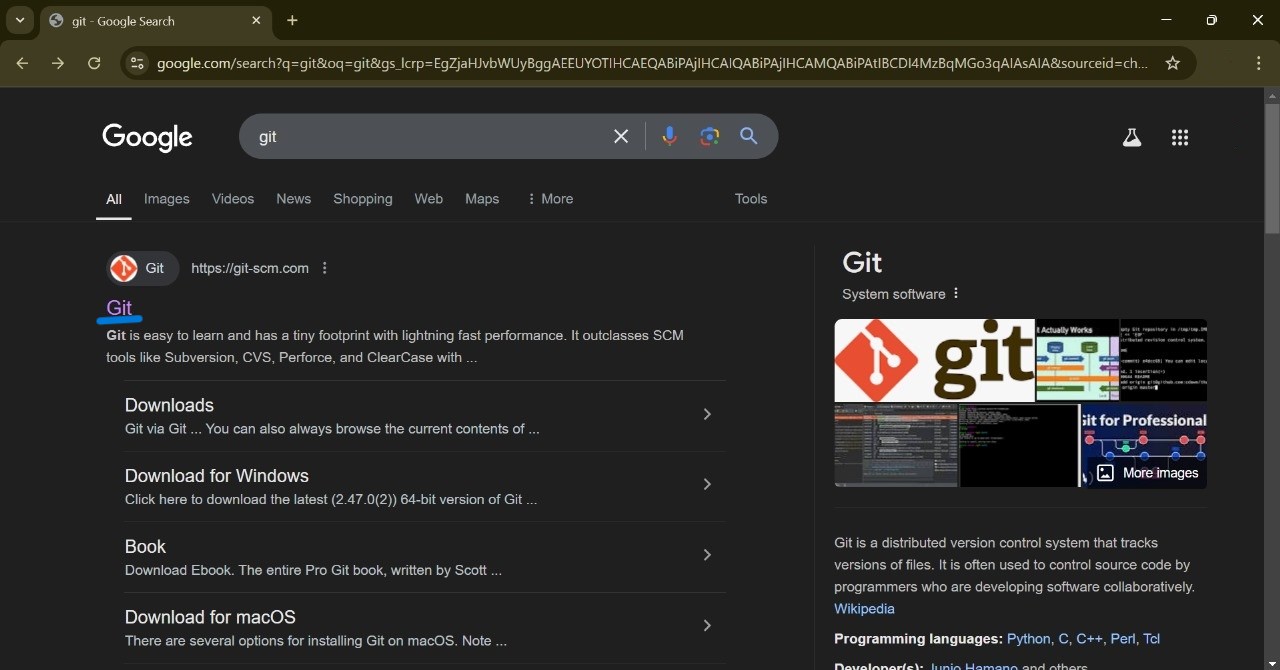 git - Google Search
google.com/search?q=git&oq=git&gs_lcrp=EgZjaHJvbWUyBggAEEUYOTIHCAEQABiPAjIHCAIQABiPAjIHCAMQABiPAtIBCDI4MzBqMGo3qAIAsAIA&sourceid=ch...
Google
git
All Images Videos News Shopping Web Maps More Tools
Git https://git-scm.com
Git
Git is easy to learn and has a tiny footprint with lightning fast performance. It outclasses SCM
tools like Subversion, CVS, Perforce, and ClearCase with ...
Downloads
Git via Git ... You can also always browse the current contents of ...
Download for Windows
Click here to download the latest (2.47.0(2)) 64-bit version of Git ...
Book
Download Ebook. The entire Pro Git book, written by Scott ...
Download for macOS
There are several options for installing Git on macOS. Note ...
Git
System software
git
t Actually Works
Git for Professional
More images
Git is a distributed version control system that tracks
versions of files. It is often used to control source code by
programmers who are developing software collaboratively.
Wikipedia
Programming languages: Python, C, C++, Perl, Tcl
Developer(s): Junio Hamano and others